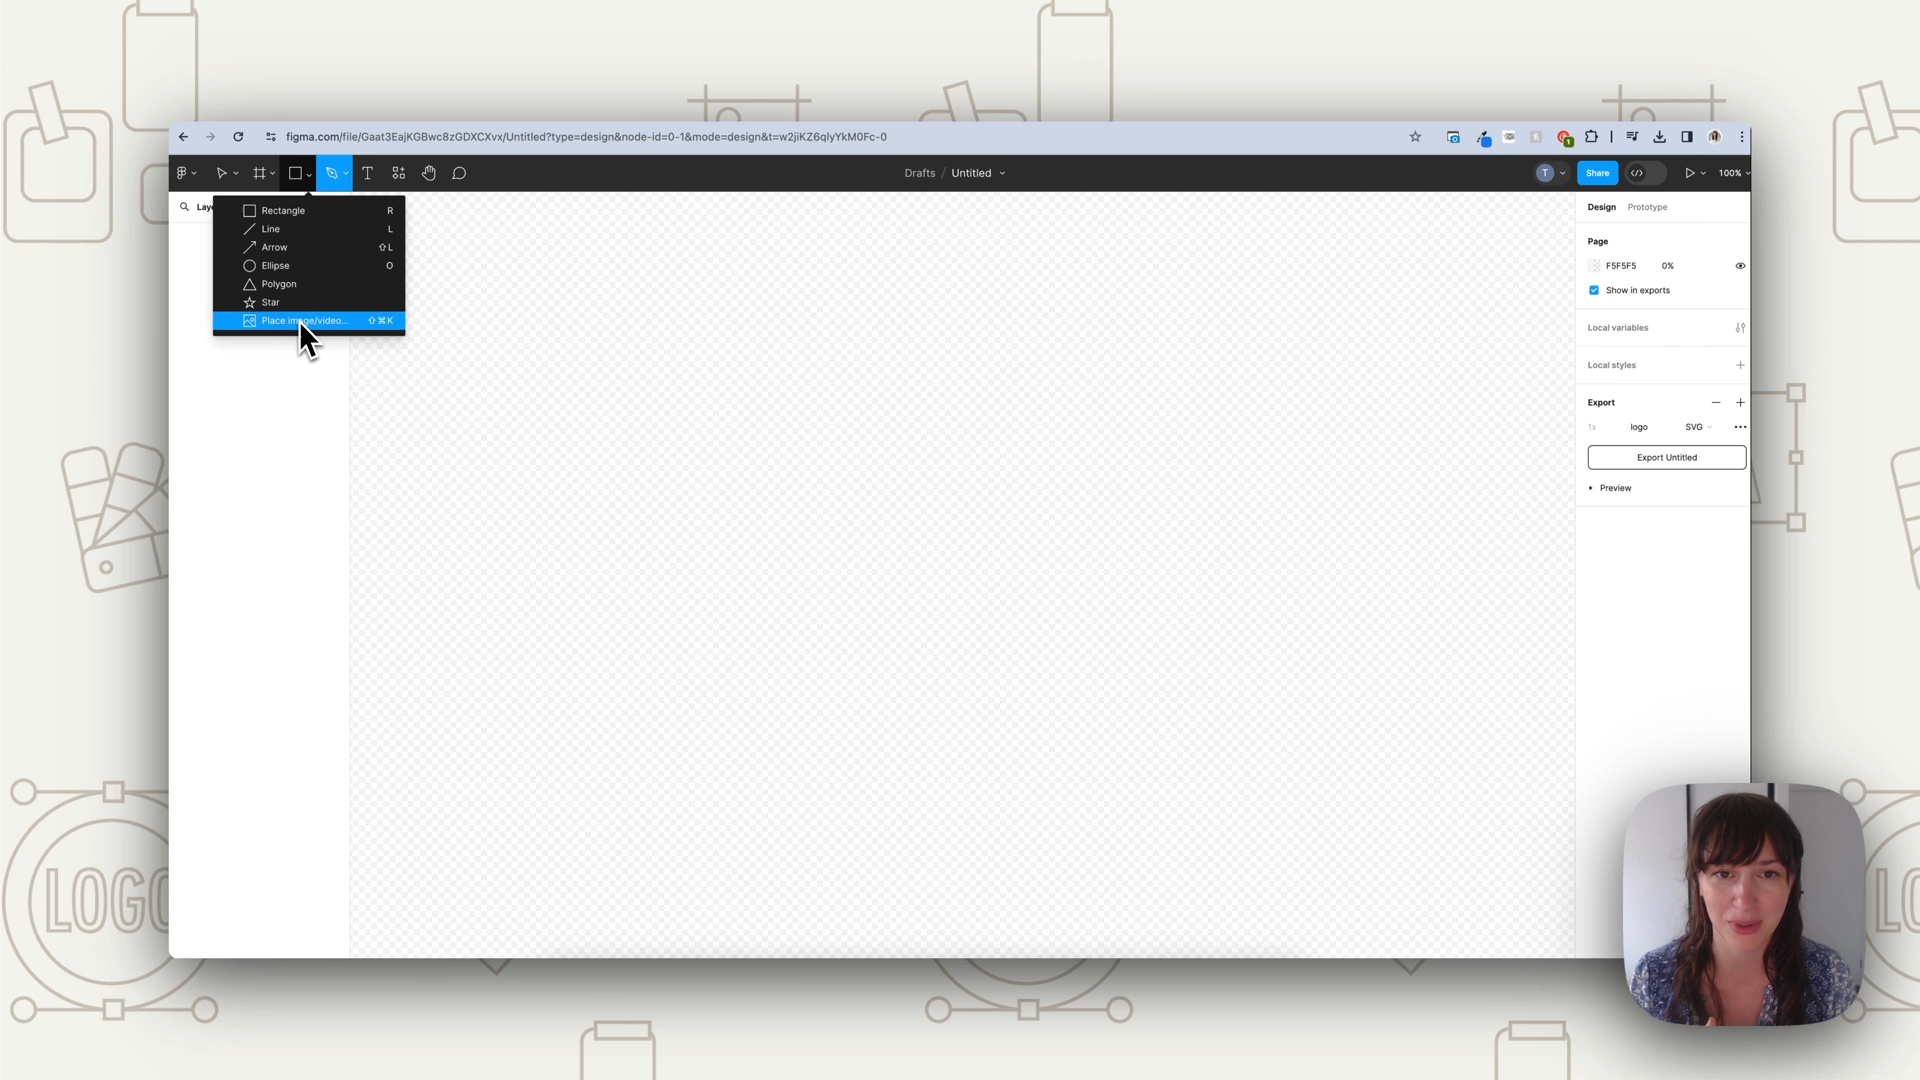 figma.com/file/Gaat3EajKGBwc8zGDXCXvx/Untitled?type=design&node-id=0-1&mode=design&t=w2jiKZ6qlyYkM0Fc-0
1
T
Drafts / Untitled
T
Share
100%
Rectangle R
Line L
Arrow ⇧L
Ellipse O
Polygon
Star
Place image/video... ⇧⌘K
Design Prototype
Page
F5F5F5 0%
Show in exports
Local variables
Local styles
Export
1x logo SVG
Export Untitled
Preview
LOGO